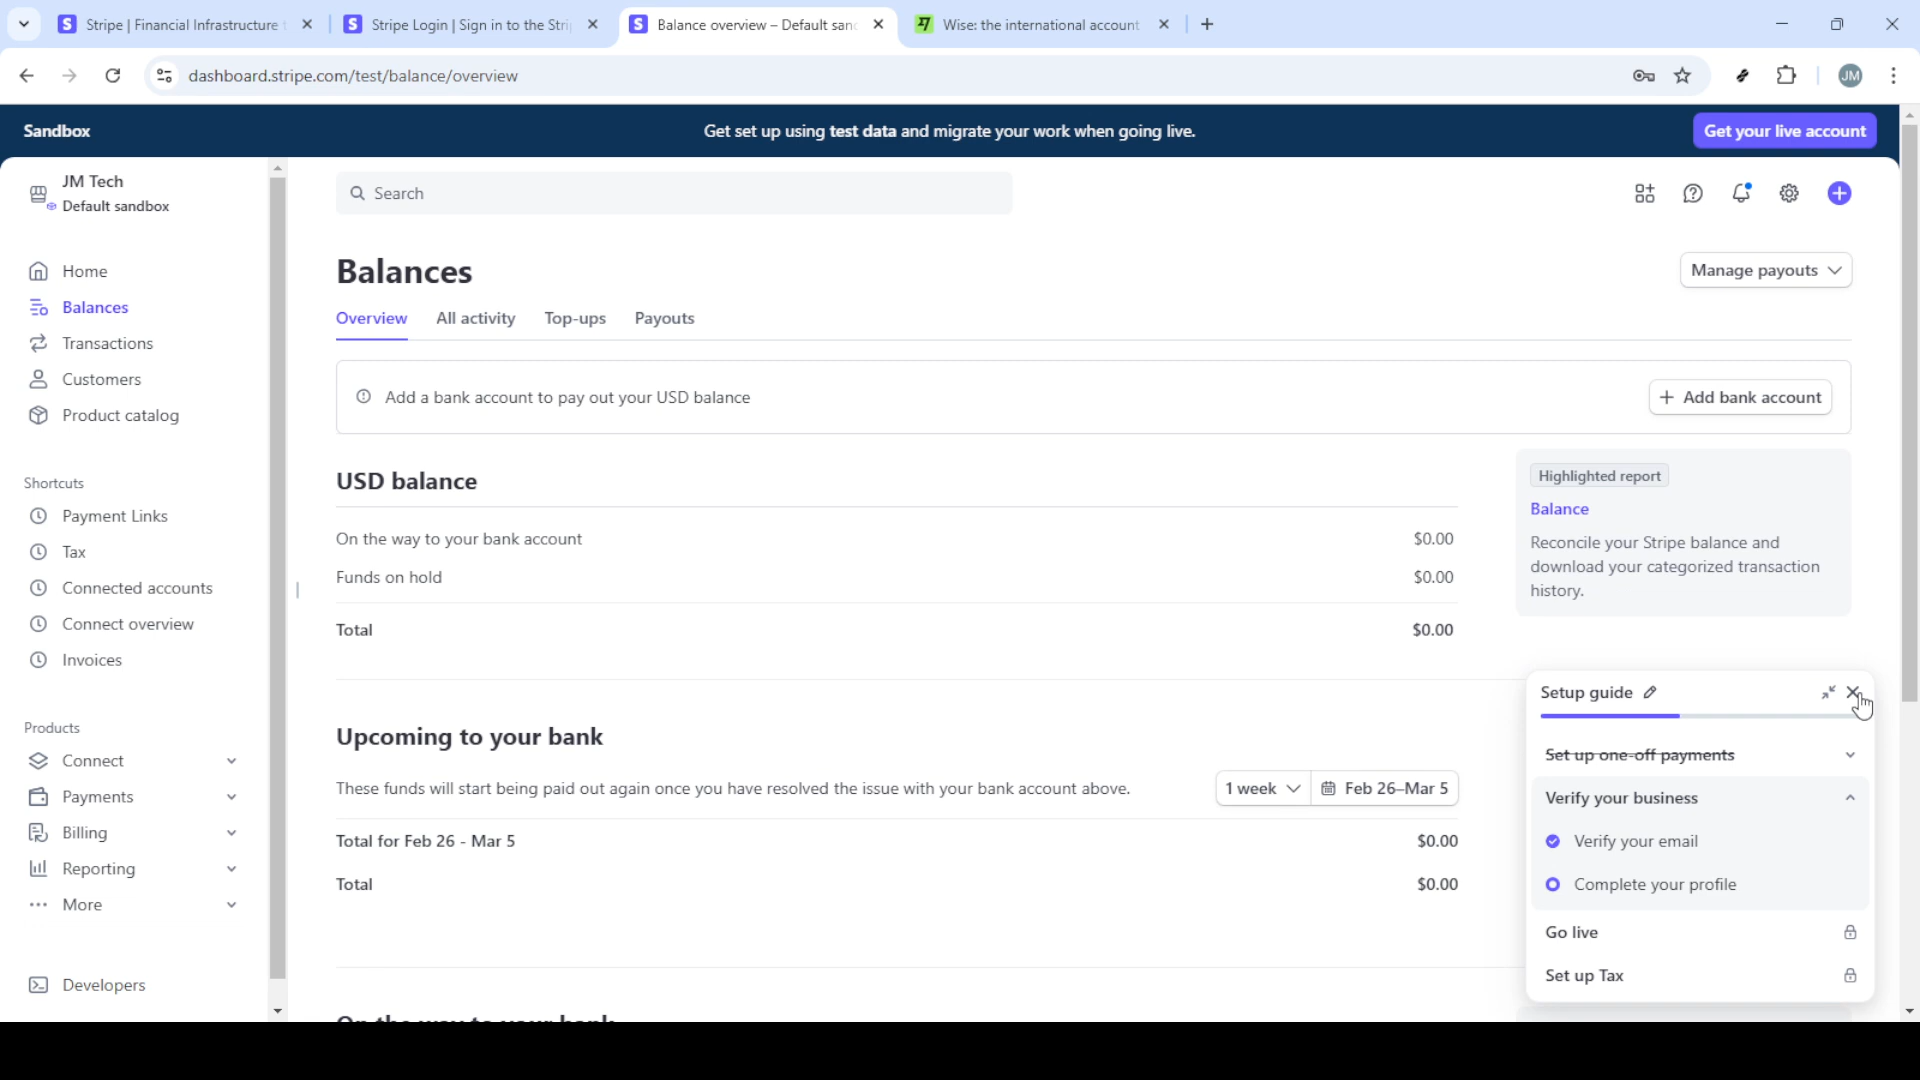 Stripe | Financial Infrastructure t
Stripe Login | Sign in to the Stri
Balance overview – Default san
Wise: the international account
dashboard.stripe.com/test/balance/overview
JM
Sandbox
Get set up using test data and migrate your work when going live.
Get your live account
JM Tech
Default sandbox
Search
Home
Balances
Transactions
Customers
Product catalog
Shortcuts
Payment Links
Tax
Connected accounts
Connect overview
Invoices
Products
Connect
Payments
Billing
Reporting
More
Developers
Balances
Manage payouts
Overview
All activity
Top-ups
Payouts
Add a bank account to pay out your USD balance
+ Add bank account
USD balance
On the way to your bank account $0.00
Funds on hold $0.00
Total $0.00
Highlighted report
Balance
Reconcile your Stripe balance and
download your categorized transaction
history.
Upcoming to your bank
These funds will start being paid out again once you have resolved the issue with your bank account above.
1 week
Feb 26–Mar 5
Total for Feb 26 - Mar 5 $0.00
Total $0.00
On the way to your bank
Setup guide
Set up one-off payments
Verify your business
Verify your email
Complete your profile
Go live
Set up Tax